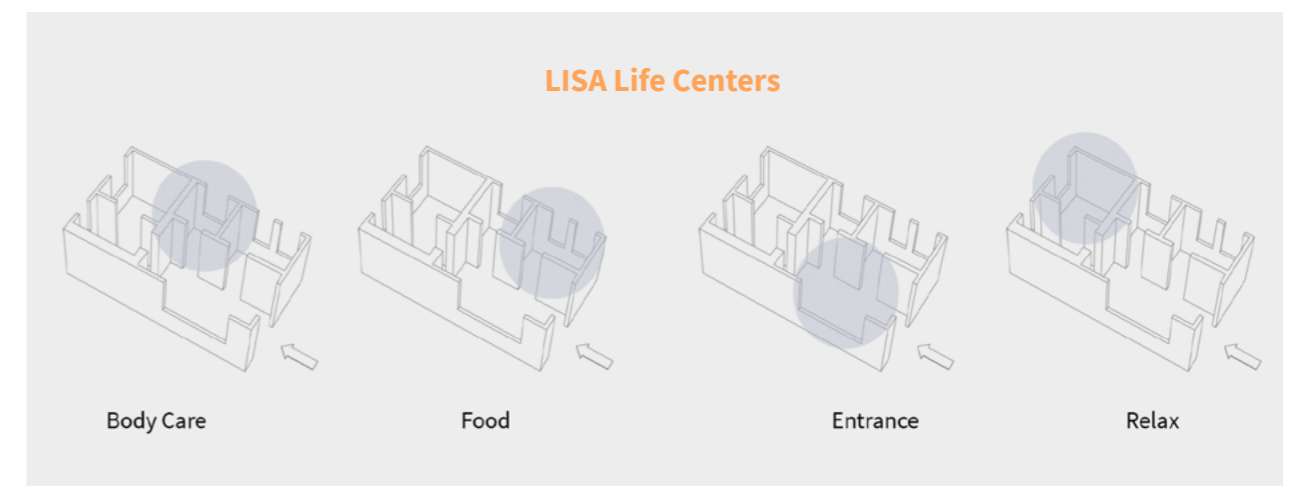 LISA Life Centers
Body Care
Food
Entrance
Relax